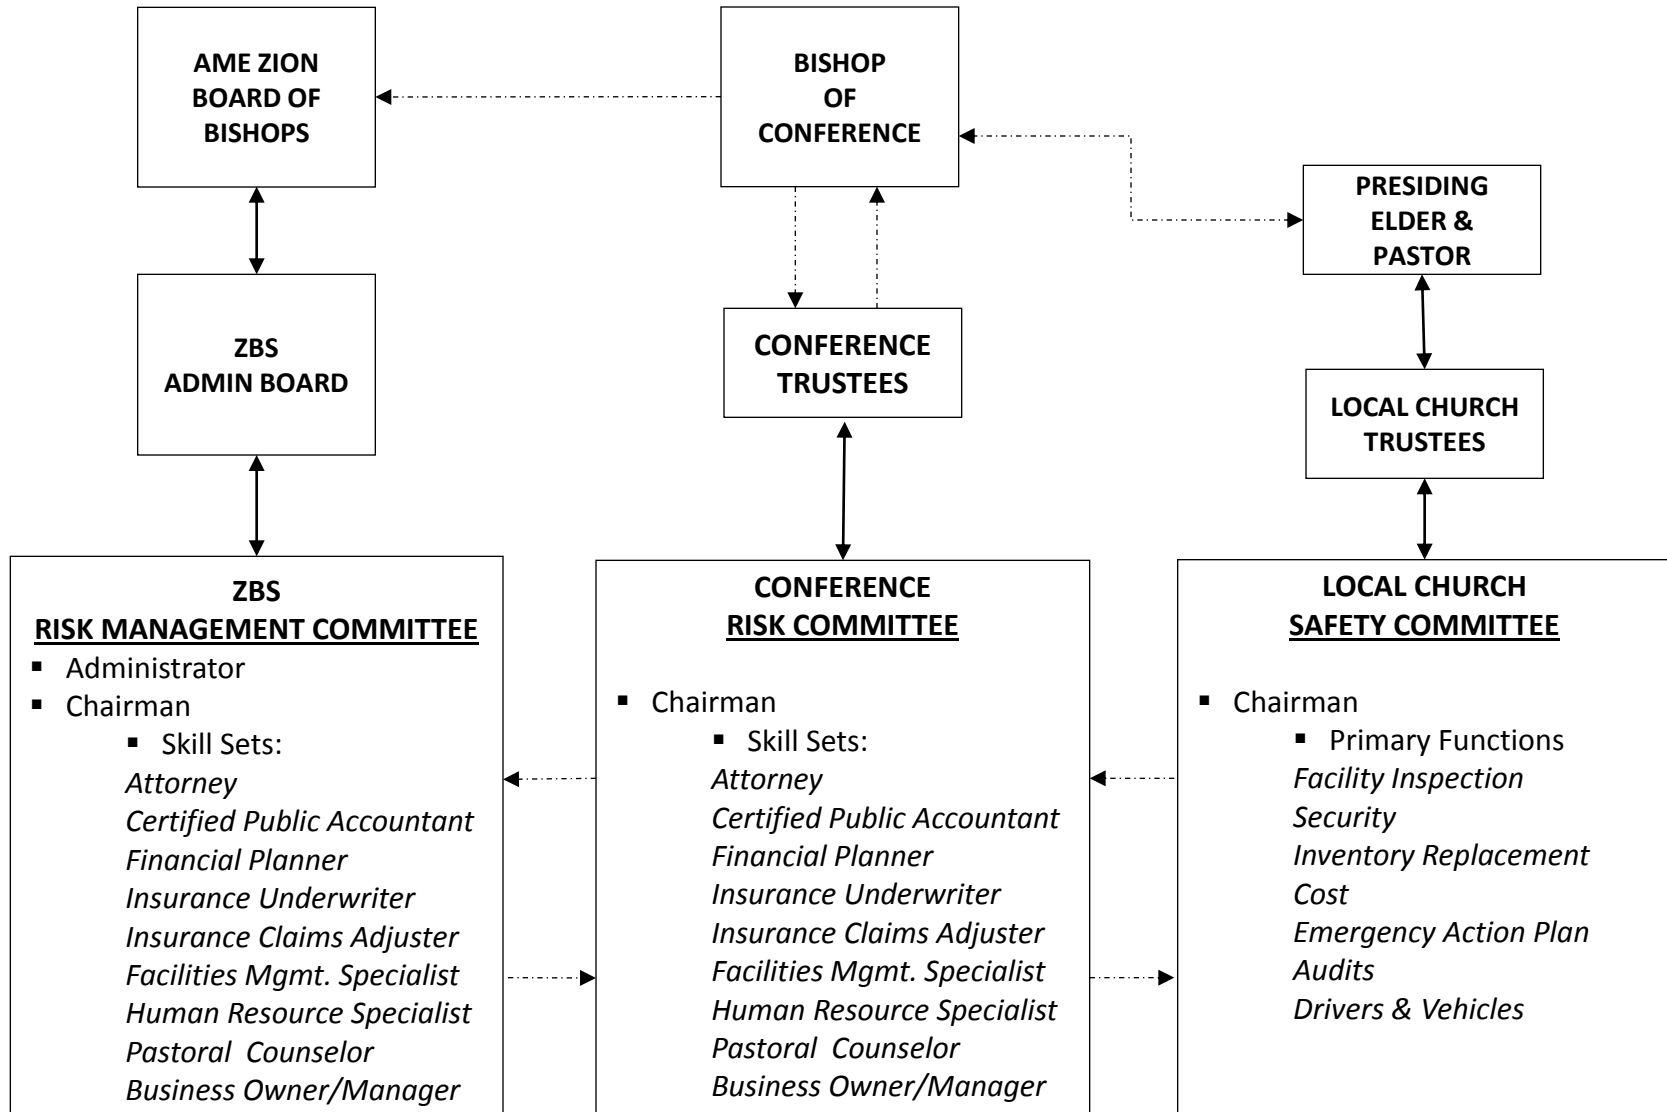 AME ZION
BOARD OF
BISHOPS
BISHOP
OF
CONFERENCE
PRESIDING
ELDER &
PASTOR
ZBS
ADMIN BOARD
CONFERENCE
TRUSTEES
LOCAL CHURCH
TRUSTEES
ZBS
RISK MANAGEMENT COMMITTEE
▪ Administrator
▪ Chairman
▪ Skill Sets:
Attorney
Certified Public Accountant
Financial Planner
Insurance Underwriter
Insurance Claims Adjuster
Facilities Mgmt. Specialist
Human Resource Specialist
Pastoral Counselor
Business Owner/Manager
CONFERENCE
RISK COMMITTEE
▪ Chairman
▪ Skill Sets:
Attorney
Certified Public Accountant
Financial Planner
Insurance Underwriter
Insurance Claims Adjuster
Facilities Mgmt. Specialist
Human Resource Specialist
Pastoral Counselor
Business Owner/Manager
LOCAL CHURCH
SAFETY COMMITTEE
▪ Chairman
▪ Primary Functions
Facility Inspection
Security
Inventory Replacement
Cost
Emergency Action Plan
Audits
Drivers & Vehicles